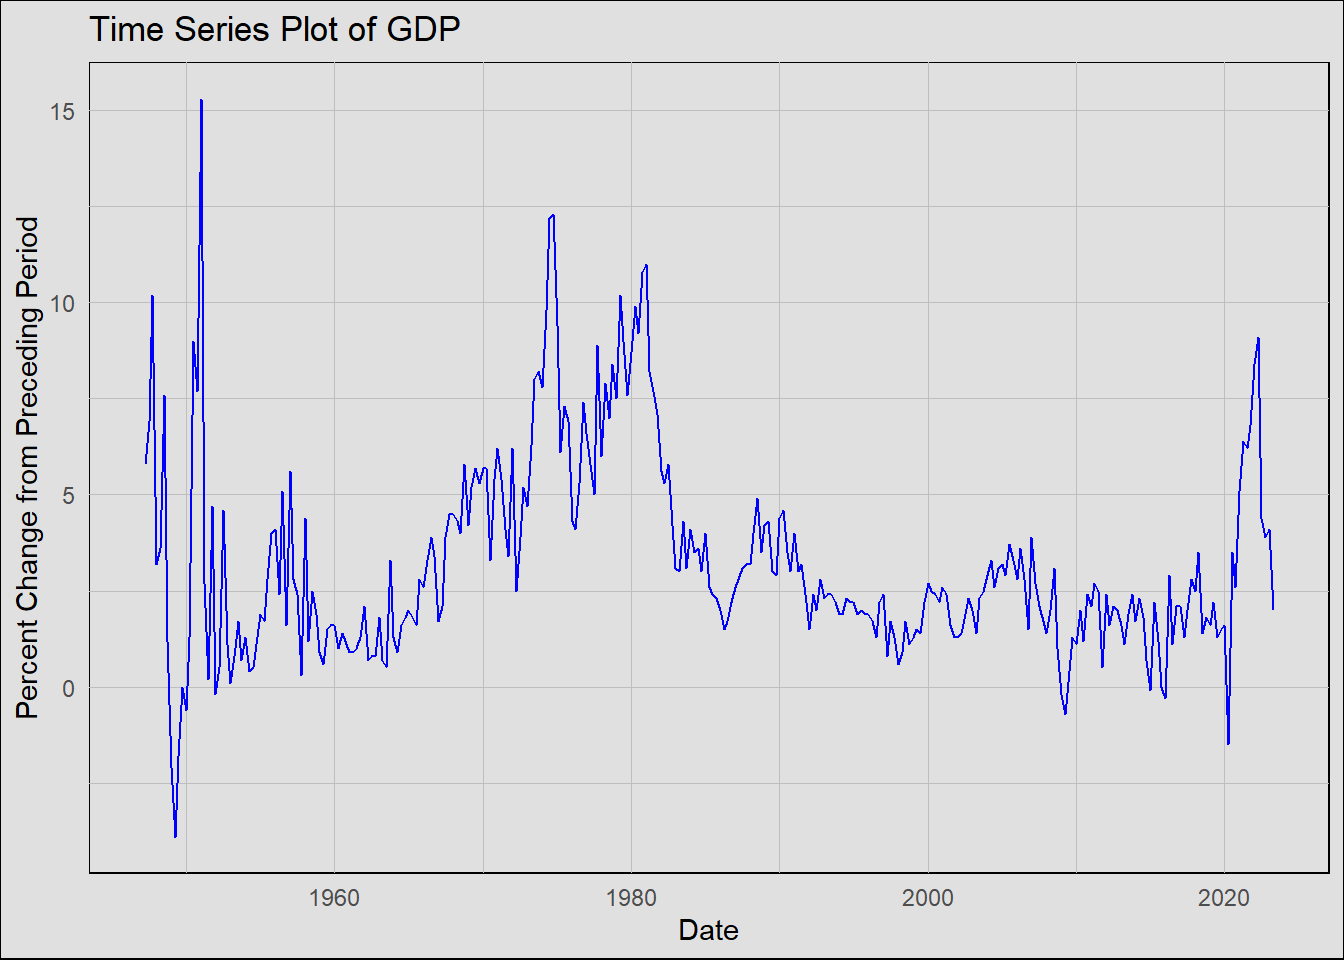 Time Series Plot of GDP
Percent Change from Preceding Period
15
10
5
0
1960 1980 2000 2020
Date